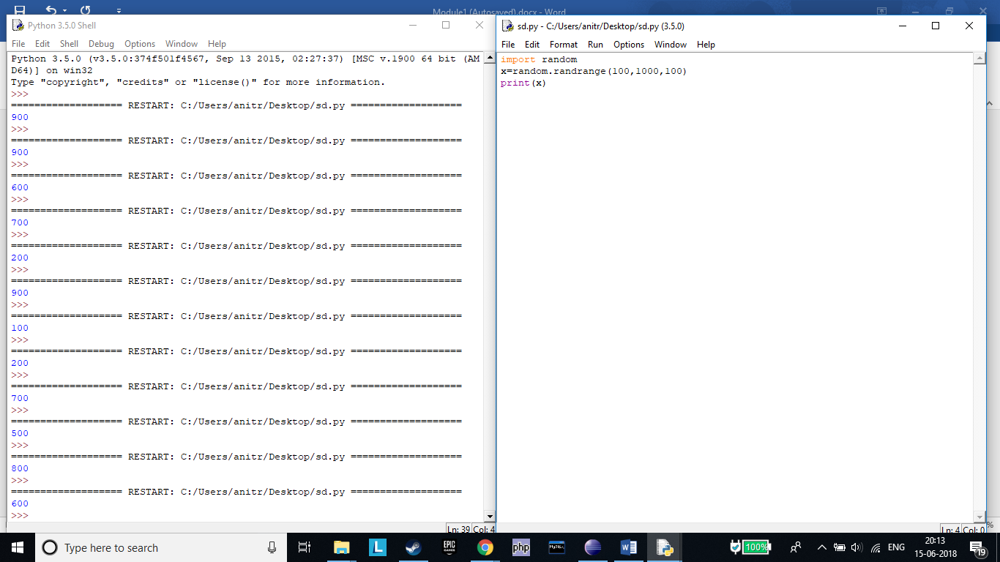 Module1 (Autosaved).docx - Word
Python 3.5.0 Shell
File Edit Shell Debug Options Window Help
Python 3.5.0 (v3.5.0:374f501f4567, Sep 13 2015, 02:27:37) [MSC v.1900 64 bit (AM
D64)] on win32
Type "copyright", "credits" or "license()" for more information.
>>>
=================== RESTART: C:/Users/anitr/Desktop/sd.py ===================
900
>>>
=================== RESTART: C:/Users/anitr/Desktop/sd.py ===================
900
>>>
=================== RESTART: C:/Users/anitr/Desktop/sd.py ===================
600
>>>
=================== RESTART: C:/Users/anitr/Desktop/sd.py ===================
700
>>>
=================== RESTART: C:/Users/anitr/Desktop/sd.py ===================
200
>>>
=================== RESTART: C:/Users/anitr/Desktop/sd.py ===================
900
>>>
=================== RESTART: C:/Users/anitr/Desktop/sd.py ===================
100
>>>
=================== RESTART: C:/Users/anitr/Desktop/sd.py ===================
200
>>>
=================== RESTART: C:/Users/anitr/Desktop/sd.py ===================
700
>>>
=================== RESTART: C:/Users/anitr/Desktop/sd.py ===================
500
>>>
=================== RESTART: C:/Users/anitr/Desktop/sd.py ===================
800
>>>
=================== RESTART: C:/Users/anitr/Desktop/sd.py ===================
600
>>>
Ln: 39 Col: 4
sd.py - C:/Users/anitr/Desktop/sd.py (3.5.0)
File Edit Format Run Options Window Help
import random
x=random.randrange(100,1000,100)
print(x)
Ln: 4 Col: 0
%
Type here to search
L
EPIC GAMES
php
MySQL
100%
ENG
20:13
15-06-2018
19